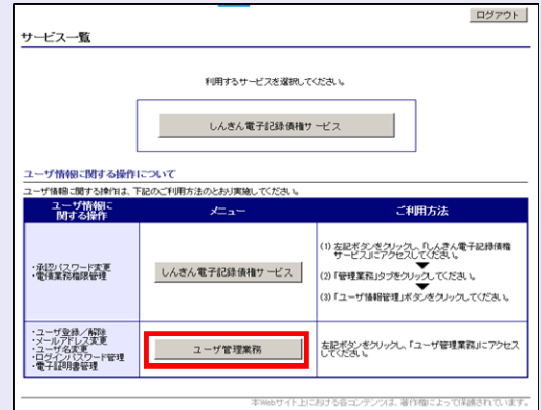 ログアウト
サービス一覧
利用するサービスを選択してください。
しんきん電子記録債権サービス
ユーザ情報に関する操作について
ユーザ情報に関する操作は、下記のご利用方法のとおり実施してください。
ユーザ情報に
関する操作
メニュー
ご利用方法
・承認パスワード変更
・電債業務権限管理
しんきん電子記録債権サービス
(1) 左記ボタンをクリックし、『しんきん電子記録債権
サービス』にアクセスしてください。
(2) 『管理業務』タブをクリックしてください。
(3) 『ユーザ情報管理』ボタンをクリックしてください。
・ユーザ登録／解除
・メールアドレス変更
・ユーザ名変更
・ログインパスワード管理
・電子証明書管理
ユーザ管理業務
左記ボタンをクリックし、「ユーザ管理業務」にアクセス
してください。
本Webサイト上における各コンテンツは、著作権によって保護されています。